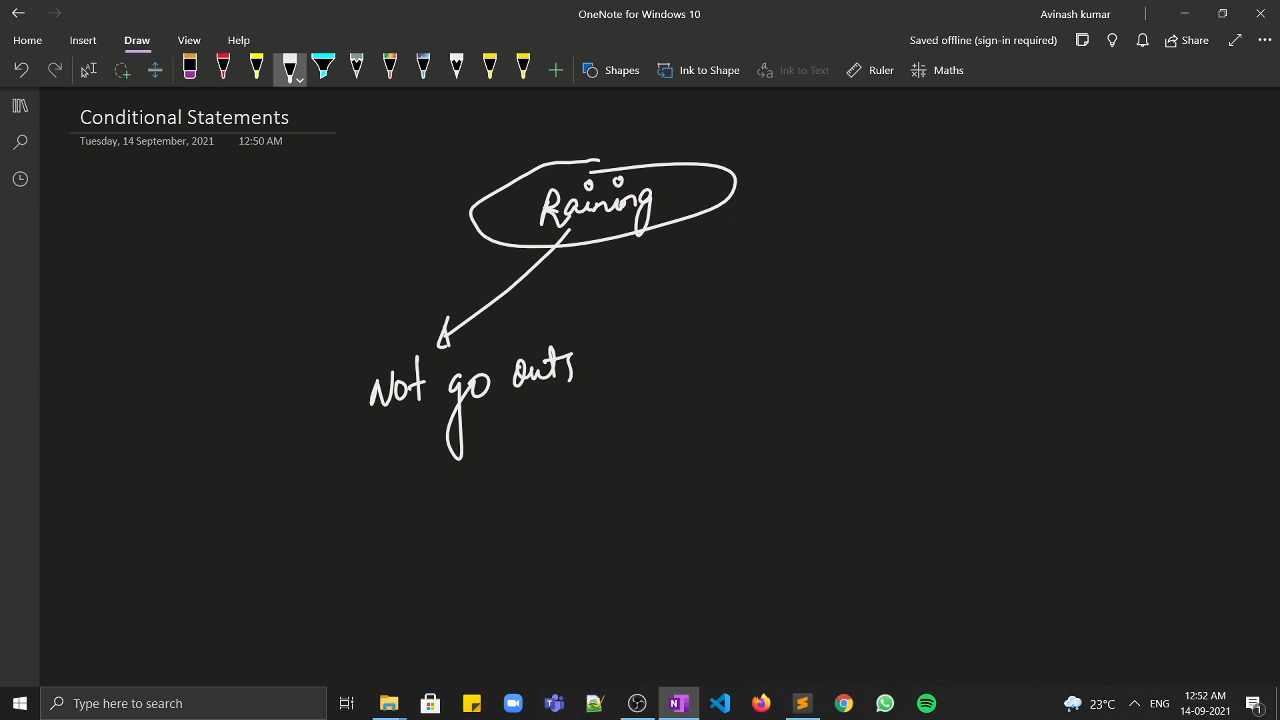 OneNote for Windows 10
Avinash kumar
Home Insert Draw View Help
Saved offline (sign-in required) Share
Shapes Ink to Shape Ink to Text Ruler Maths
Conditional Statements
Tuesday, 14 September, 2021 12:50 AM
Raining
Not go outs
Type here to search
23°C ENG
12:52 AM
14-09-2021